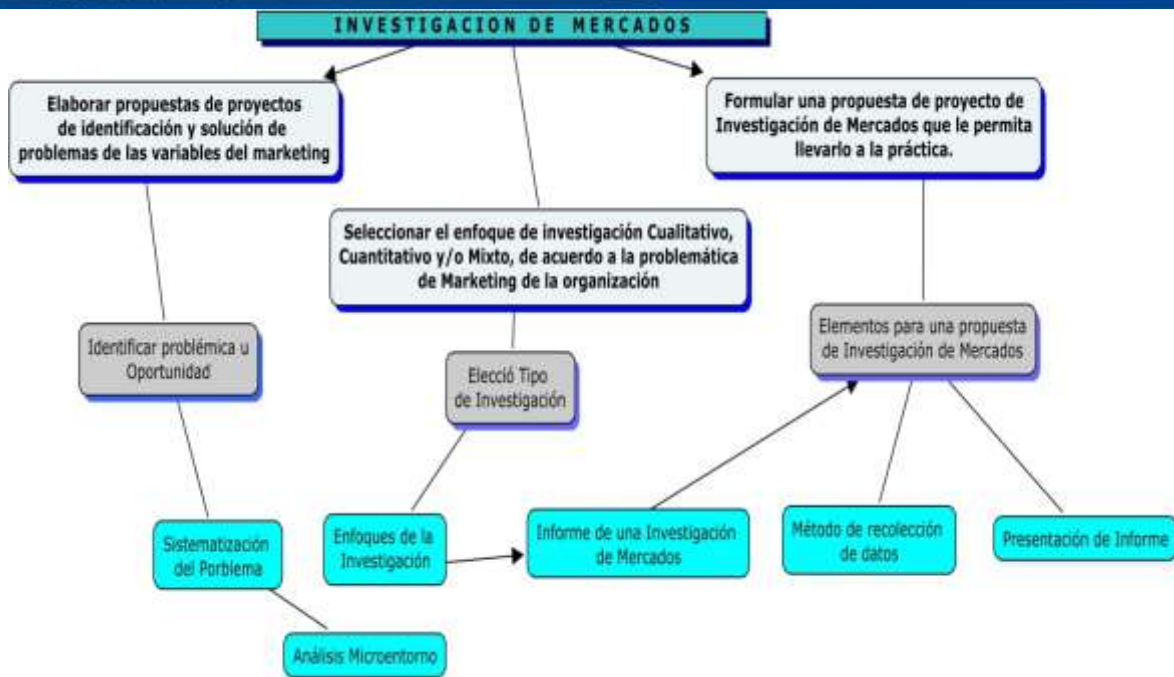 INVESTIGACION DE MERCADOS
Elaborar propuestas de proyectos
de identificación y solución de
problemas de las variables del marketing
Formular una propuesta de proyecto de
Investigación de Mercados que le permita
llevarlo a la práctica.
Seleccionar el enfoque de investigación Cualitativo,
Cuantitativo y/o Mixto, de acuerdo a la problemática
de Marketing de la organización
Identificar problémica u
Oportunidad
Elecció Tipo
de Investigación
Elementos para una propuesta
de Investigación de Mercados
Sistematización
del Porblema
Enfoques de la
Investigación
Informe de una Investigación
de Mercados
Método de recolección
de datos
Presentación de Informe
Análisis Microentorno